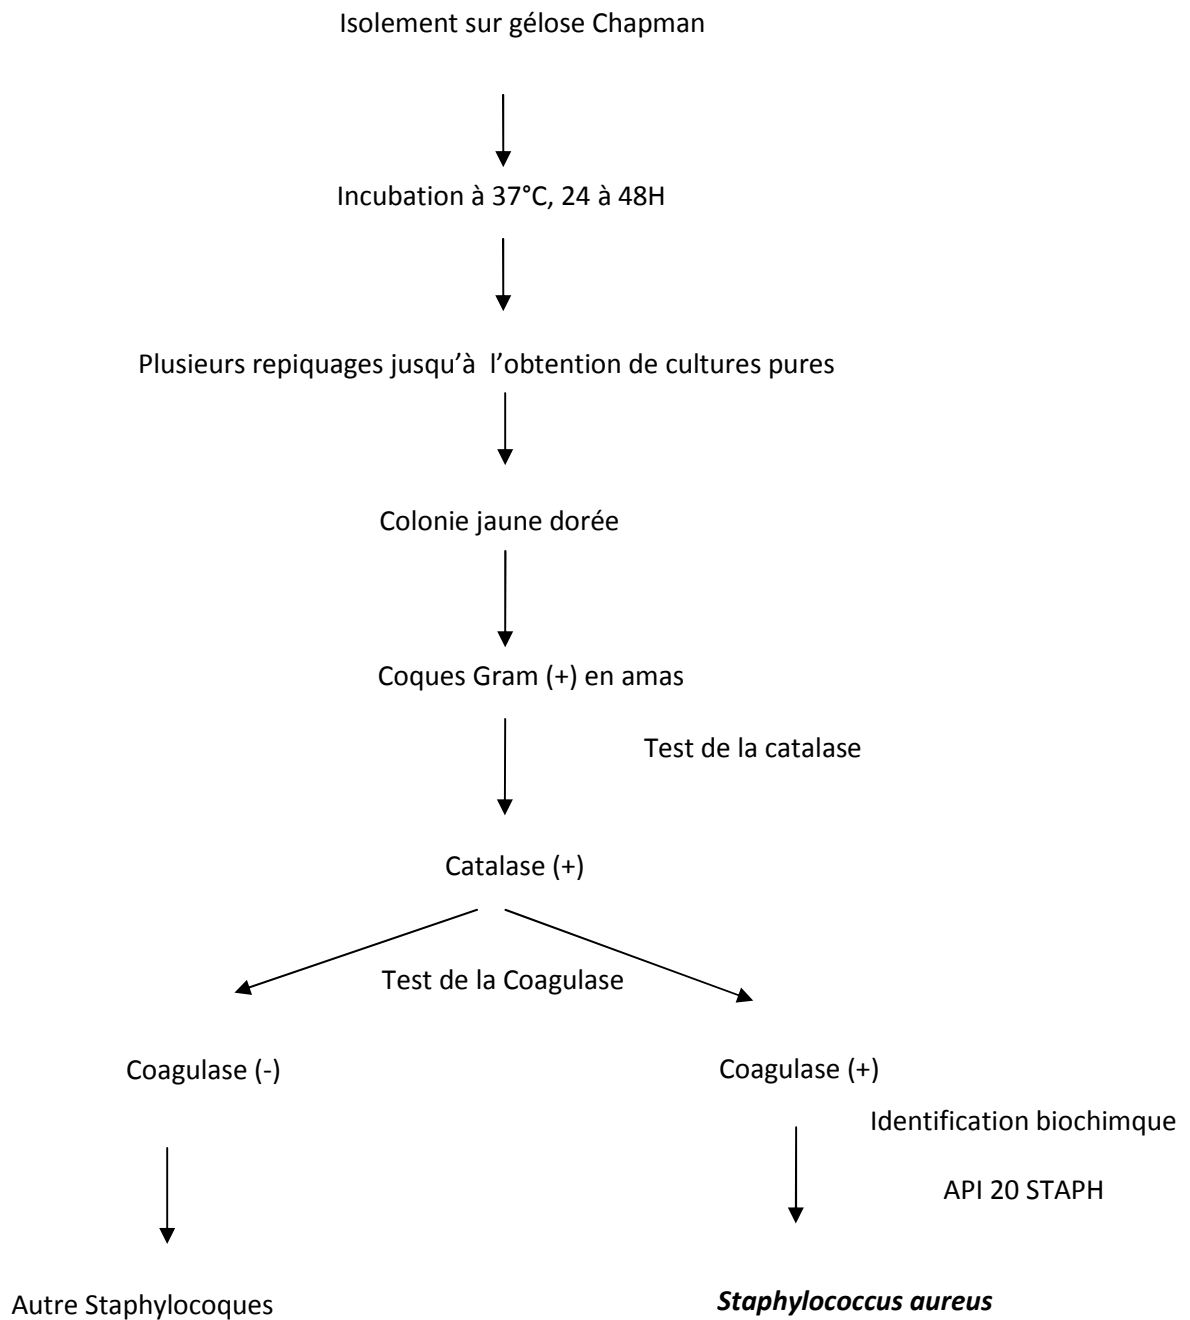 Isolement sur gélose Chapman
Incubation à 37°C, 24 à 48H
Plusieurs repiquages jusqu’à  l’obtention de cultures pures
Colonie jaune dorée
Coques Gram (+) en amas
Test de la catalase
Catalase (+)
Test de la Coagulase
Coagulase (-)
Coagulase (+)
Identification biochimque
API 20 STAPH
Autre Staphylocoques
Staphylococcus aureus